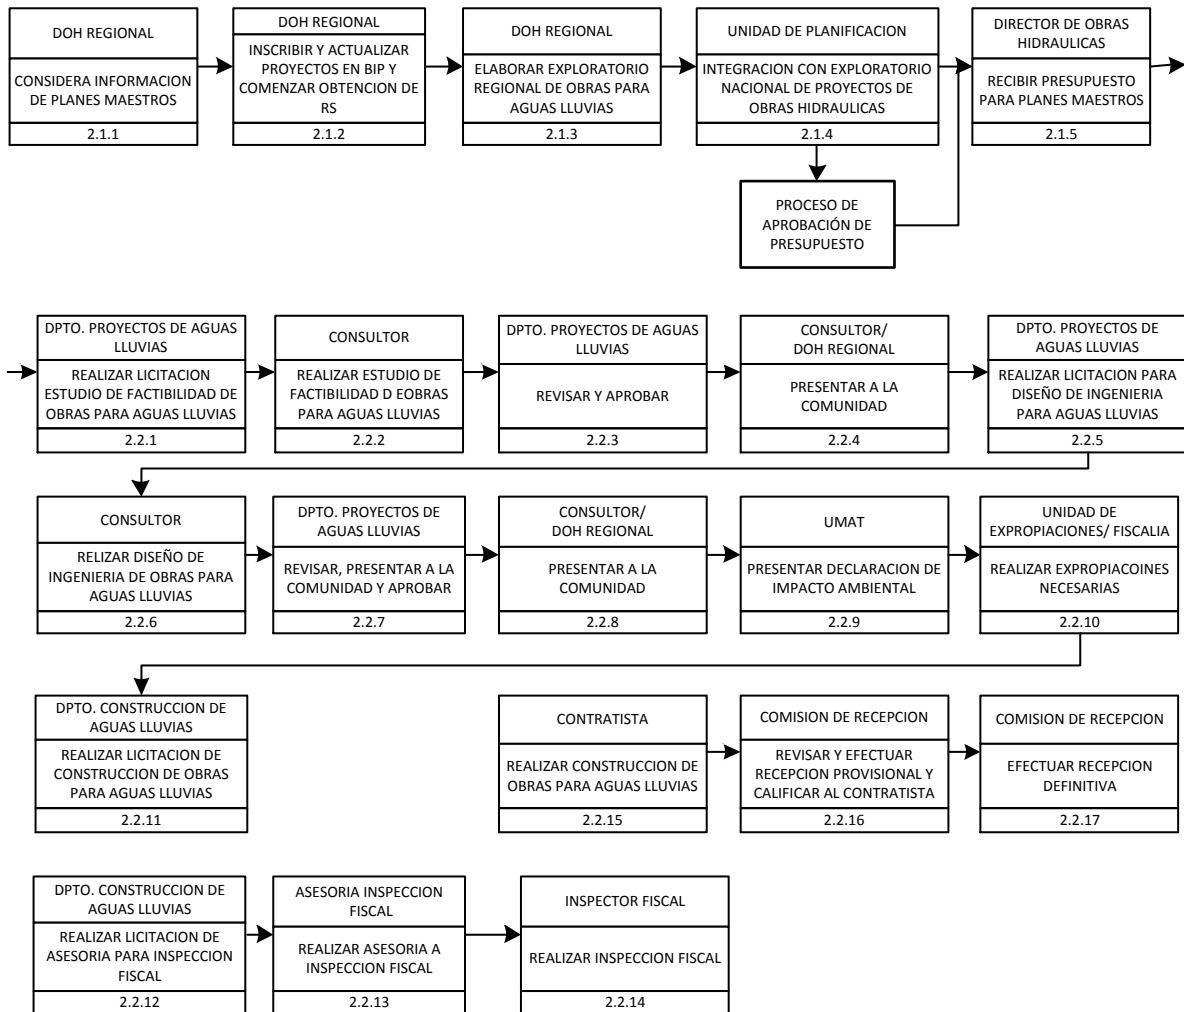 DOH REGIONAL
CONSIDERA INFORMACION
DE PLANES MAESTROS
2.1.1
DOH REGIONAL
INSCRIBIR Y ACTUALIZAR
PROYECTOS EN BIP Y
COMENZAR OBTENCION DE
RS
2.1.2
DOH REGIONAL
ELABORAR EXPLORATORIO
REGIONAL DE OBRAS PARA
AGUAS LLUVIAS
2.1.3
UNIDAD DE PLANIFICACION
INTEGRACION CON EXPLORATORIO
NACIONAL DE PROYECTOS DE
OBRAS HIDRAULICAS
2.1.4
DIRECTOR DE OBRAS
HIDRAULICAS
RECIBIR PRESUPUESTO
PARA PLANES MAESTROS
2.1.5
PROCESO DE
APROBACIÓN DE
PRESUPUESTO
DPTO. PROYECTOS DE AGUAS
LLUVIAS
REALIZAR LICITACION
ESTUDIO DE FACTIBILIDAD DE
OBRAS PARA AGUAS LLUVIAS
2.2.1
CONSULTOR
REALIZAR ESTUDIO DE
FACTIBILIDAD D EOBRAS
PARA AGUAS LLUVIAS
2.2.2
DPTO. PROYECTOS DE AGUAS
LLUVIAS
REVISAR Y APROBAR
2.2.3
CONSULTOR/
DOH REGIONAL
PRESENTAR A LA
COMUNIDAD
2.2.4
DPTO. PROYECTOS DE
AGUAS LLUVIAS
REALIZAR LICITACION PARA
DISEÑO DE INGENIERIA
PARA AGUAS LLUVIAS
2.2.5
CONSULTOR
RELIZAR DISEÑO DE
INGENIERIA DE OBRAS PARA
AGUAS LLUVIAS
2.2.6
DPTO. PROYECTOS DE
AGUAS LLUVIAS
REVISAR, PRESENTAR A LA
COMUNIDAD Y APROBAR
2.2.7
CONSULTOR/
DOH REGIONAL
PRESENTAR A LA
COMUNIDAD
2.2.8
UMAT
PRESENTAR DECLARACION DE
IMPACTO AMBIENTAL
2.2.9
UNIDAD DE
EXPROPIACIONES/ FISCALIA
REALIZAR EXPROPIACOINES
NECESARIAS
2.2.10
DPTO. CONSTRUCCION DE
AGUAS LLUVIAS
REALIZAR LICITACION DE
CONSTRUCCION DE OBRAS
PARA AGUAS LLUVIAS
2.2.11
CONTRATISTA
REALIZAR CONSTRUCCION DE
OBRAS PARA AGUAS LLUVIAS
2.2.15
COMISION DE RECEPCION
REVISAR Y EFECTUAR
RECEPCION PROVISIONAL Y
CALIFICAR AL CONTRATISTA
2.2.16
COMISION DE RECEPCION
EFECTUAR RECEPCION
DEFINITIVA
2.2.17
DPTO. CONSTRUCCION DE
AGUAS LLUVIAS
REALIZAR LICITACION DE
ASESORIA PARA INSPECCION
FISCAL
2.2.12
ASESORIA INSPECCION
FISCAL
REALIZAR ASESORIA A
INSPECCION FISCAL
2.2.13
INSPECTOR FISCAL
REALIZAR INSPECCION FISCAL
2.2.14